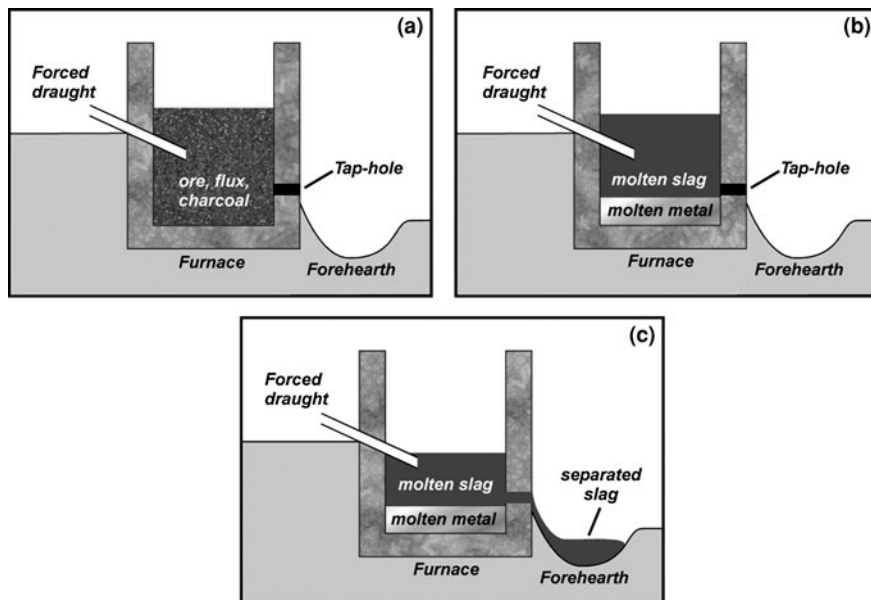 (a)
Forced
draught
ore, flux,
charcoal
Tap-hole
Furnace
Forehearth
(b)
Forced
draught
molten slag
molten metal
Tap-hole
Furnace
Forehearth
(c)
Forced
draught
molten slag
molten metal
separated
slag
Furnace
Forehearth